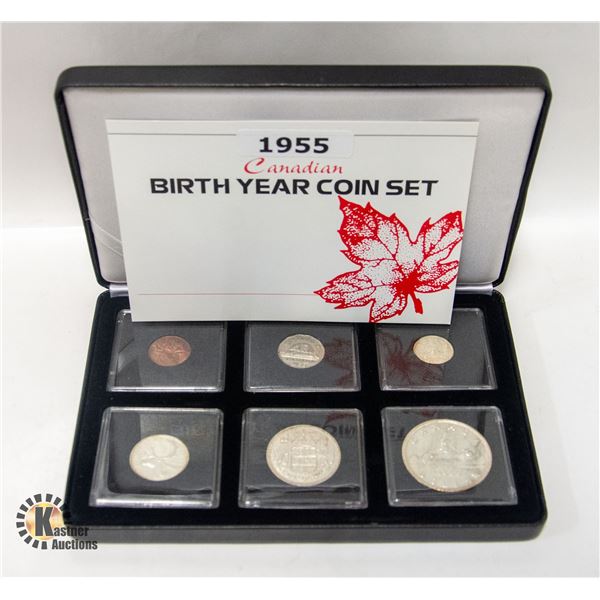 1955
Canadian
BIRTH YEAR COIN SET
Kastner
Auctions